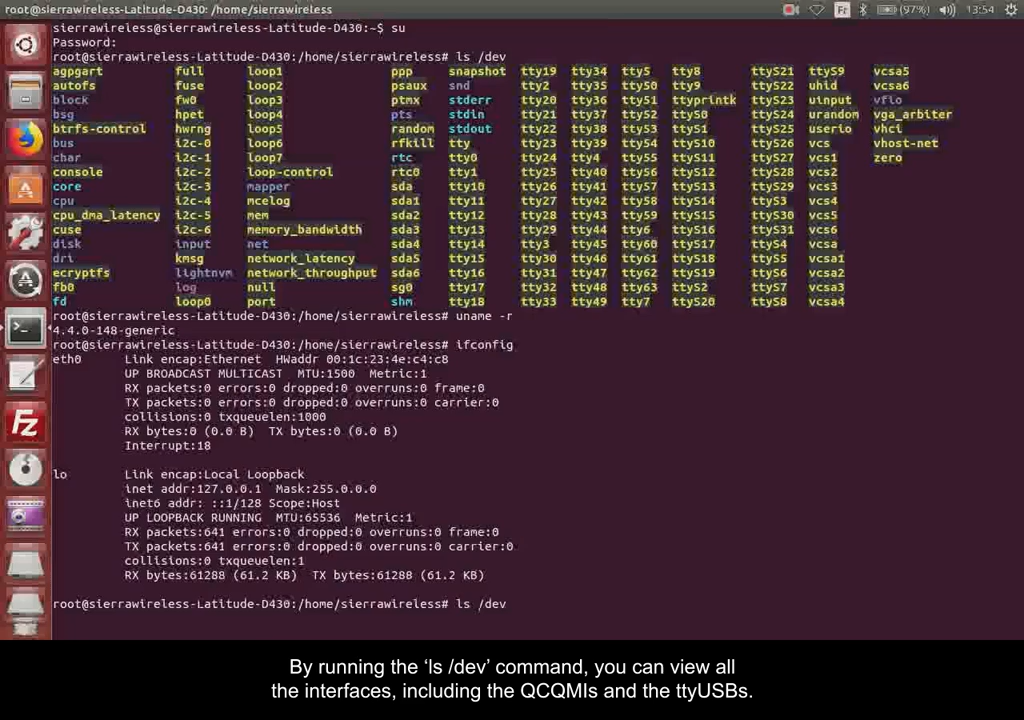 root@sierrawireless-Latitude-D430: /home/sierrawireless
Fr (97%) 13:54
sierrawireless@sierrawireless-Latitude-D430:~$ su
Password:
root@sierrawireless-Latitude-D430:/home/sierrawireless# ls /dev
agpgart full loop1 ppp snapshot tty19 tty34 tty5 tty8 ttyS21 ttyS9 vcsa5
autofs fuse loop2 psaux snd tty2 tty35 tty50 tty9 ttyS22 uhid vcsa6
block fw0 loop3 ptmx stderr tty20 tty36 tty51 ttyprintk ttyS23 uinput vfio
bsg hpet loop4 pts stdin tty21 tty37 tty52 ttyS0 ttyS24 urandom vga_arbiter
btrfs-control hwrng loop5 random stdout tty22 tty38 tty53 ttyS1 ttyS25 userio vhci
bus i2c-0 loop6 rfkill tty tty23 tty39 tty54 ttyS10 ttyS26 vcs vhost-net
char i2c-1 loop7 rtc tty0 tty24 tty4 tty55 ttyS11 ttyS27 vcs1 zero
console i2c-2 loop-control rtc0 tty1 tty25 tty40 tty56 ttyS12 ttyS28 vcs2
core i2c-3 mapper sda tty10 tty26 tty41 tty57 ttyS13 ttyS29 vcs3
cpu i2c-4 mcelog sda1 tty11 tty27 tty42 tty58 ttyS14 ttyS3 vcs4
cpu_dma_latency i2c-5 mem sda2 tty12 tty28 tty43 tty59 ttyS15 ttyS30 vcs5
cuse i2c-6 memory_bandwidth sda3 tty13 tty29 tty44 tty6 ttyS16 ttyS31 vcs6
disk input net sda4 tty14 tty3 tty45 tty60 ttyS17 ttyS4 vcsa
dri kmsg network_latency sda5 tty15 tty30 tty46 tty61 ttyS18 ttyS5 vcsa1
ecryptfs lightnvm network_throughput sda6 tty16 tty31 tty47 tty62 ttyS19 ttyS6 vcsa2
fb0 log null sg0 tty17 tty32 tty48 tty63 ttyS2 ttyS7 vcsa3
fd loop0 port shm tty18 tty33 tty49 tty7 ttyS20 ttyS8 vcsa4
root@sierrawireless-Latitude-D430:/home/sierrawireless# uname -r
4.4.0-148-generic
root@sierrawireless-Latitude-D430:/home/sierrawireless# ifconfig
eth0 Link encap:Ethernet HWaddr 00:1c:23:4e:c4:c8
UP BROADCAST MULTICAST MTU:1500 Metric:1
RX packets:0 errors:0 dropped:0 overruns:0 frame:0
TX packets:0 errors:0 dropped:0 overruns:0 carrier:0
collisions:0 txqueuelen:1000
RX bytes:0 (0.0 B) TX bytes:0 (0.0 B)
Interrupt:18
lo Link encap:Local Loopback
inet addr:127.0.0.1 Mask:255.0.0.0
inet6 addr: ::1/128 Scope:Host
UP LOOPBACK RUNNING MTU:65536 Metric:1
RX packets:641 errors:0 dropped:0 overruns:0 frame:0
TX packets:641 errors:0 dropped:0 overruns:0 carrier:0
collisions:0 txqueuelen:1
RX bytes:61288 (61.2 KB) TX bytes:61288 (61.2 KB)
root@sierrawireless-Latitude-D430:/home/sierrawireless# ls /dev
By running the ‘ls /dev’ command, you can view all
the interfaces, including the QCQMIs and the ttyUSBs.